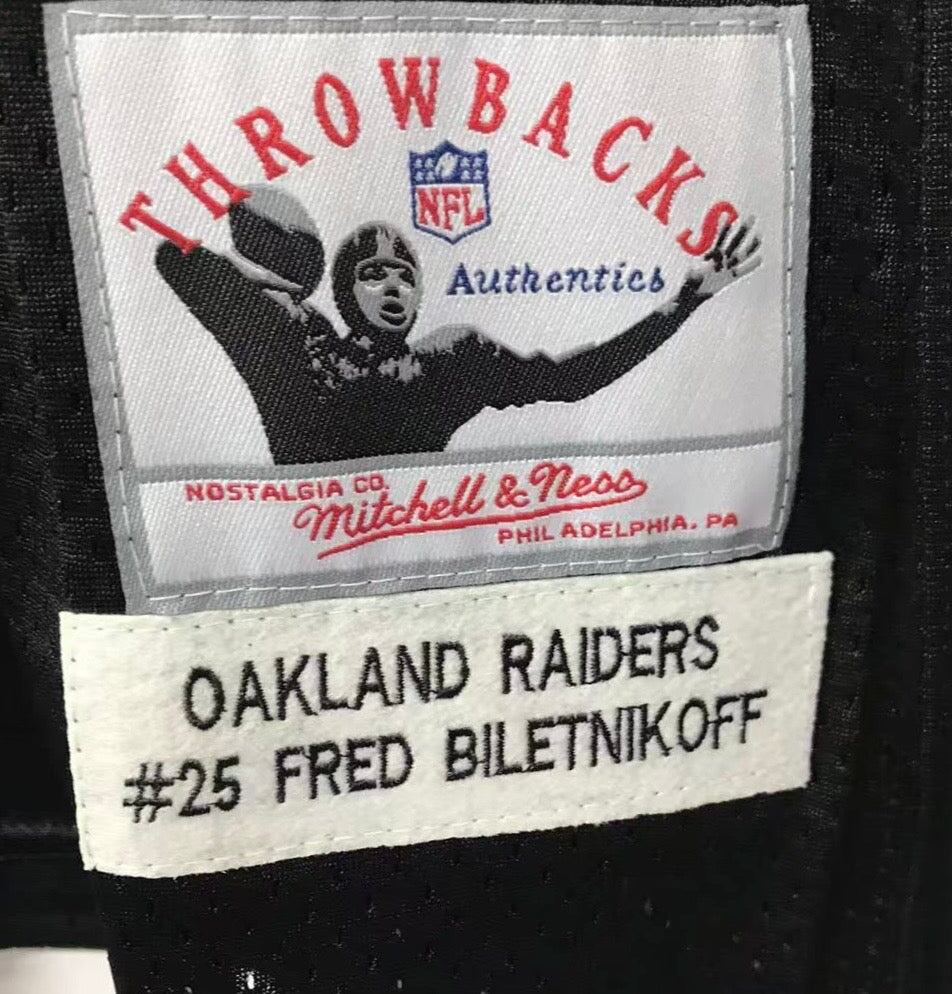 THROWBACKS
NFL
Authentics
NOSTALGIA CO.
Mitchell & Ness
PHILADELPHIA, PA
OAKLAND RAIDERS
#25 FRED BILETNIKOFF